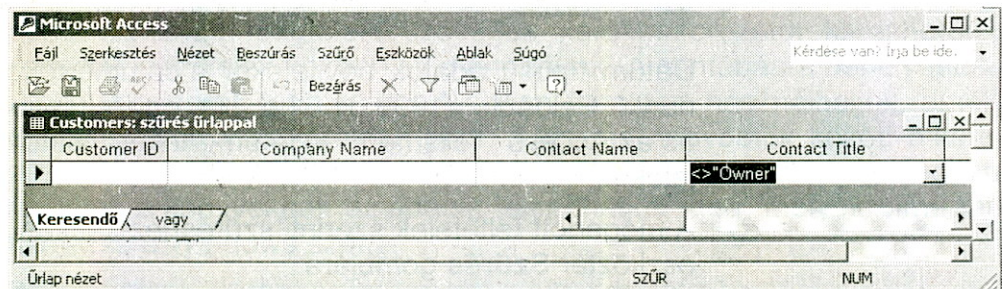 Microsoft Access
Fájl Szerkesztés Nézet Beszúrás Szűrő Eszközök Ablak Súgó Kérdése van? Írja be ide.
Bezárás
Customers: szűrés űrlappal
Customer ID Company Name Contact Name Contact Title
<>"Owner"
Keresendő vagy
Űrlap nézet SZŰR NUM